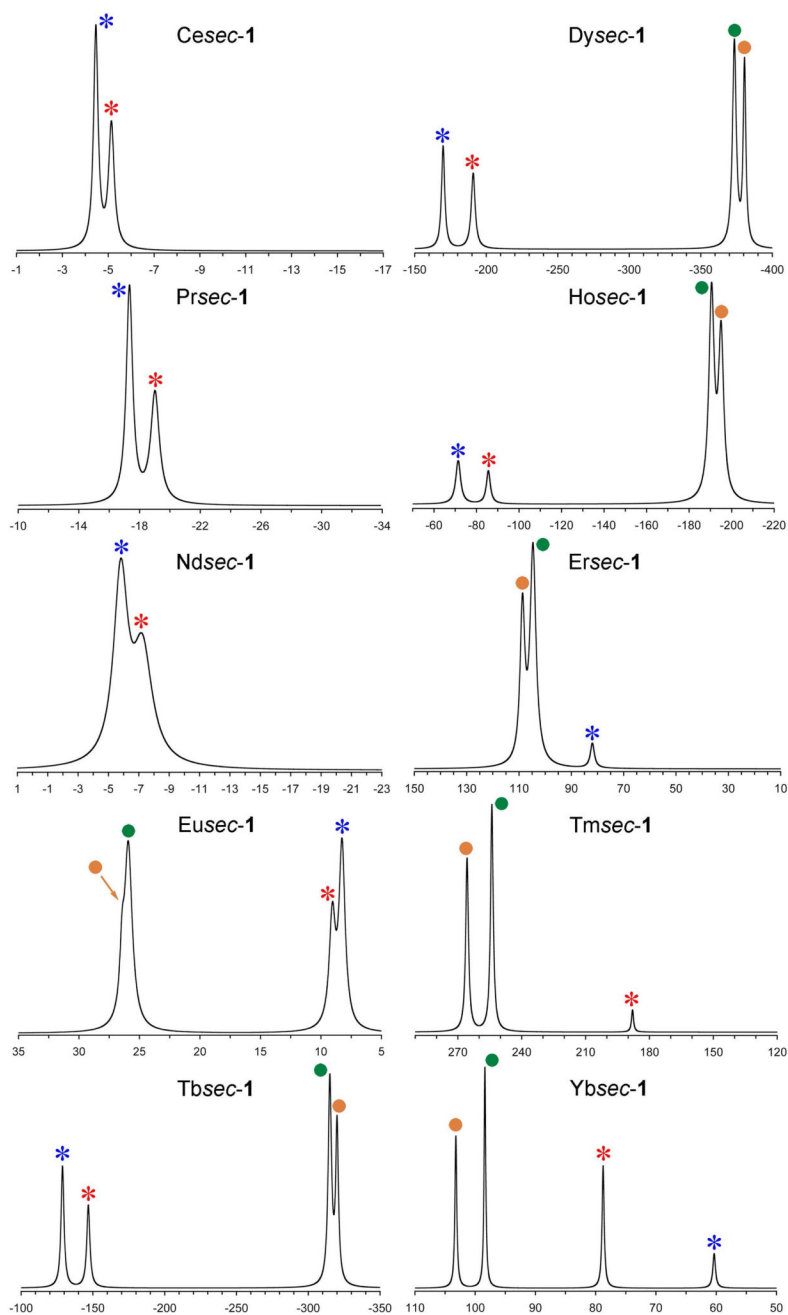 Cesec-1
-1 -3 -5 -7 -9 -11 -13 -15 -17
Dysec-1
-150 -200 -250 -300 -350 -400
Prsec-1
-10 -14 -18 -22 -26 -30 -34
Hosec-1
-60 -80 -100 -120 -140 -160 -180 -200 -220
Ndsec-1
1 -1 -3 -5 -7 -9 -11 -13 -15 -17 -19 -21 -23
Ersec-1
150 130 110 90 70 50 30 10
Eusec-1
35 30 25 20 15 10 5
Tmsec-1
270 240 210 180 150 120
Tbsec-1
-100 -150 -200 -250 -300 -350
Ybsec-1
110 100 90 80 70 60 50